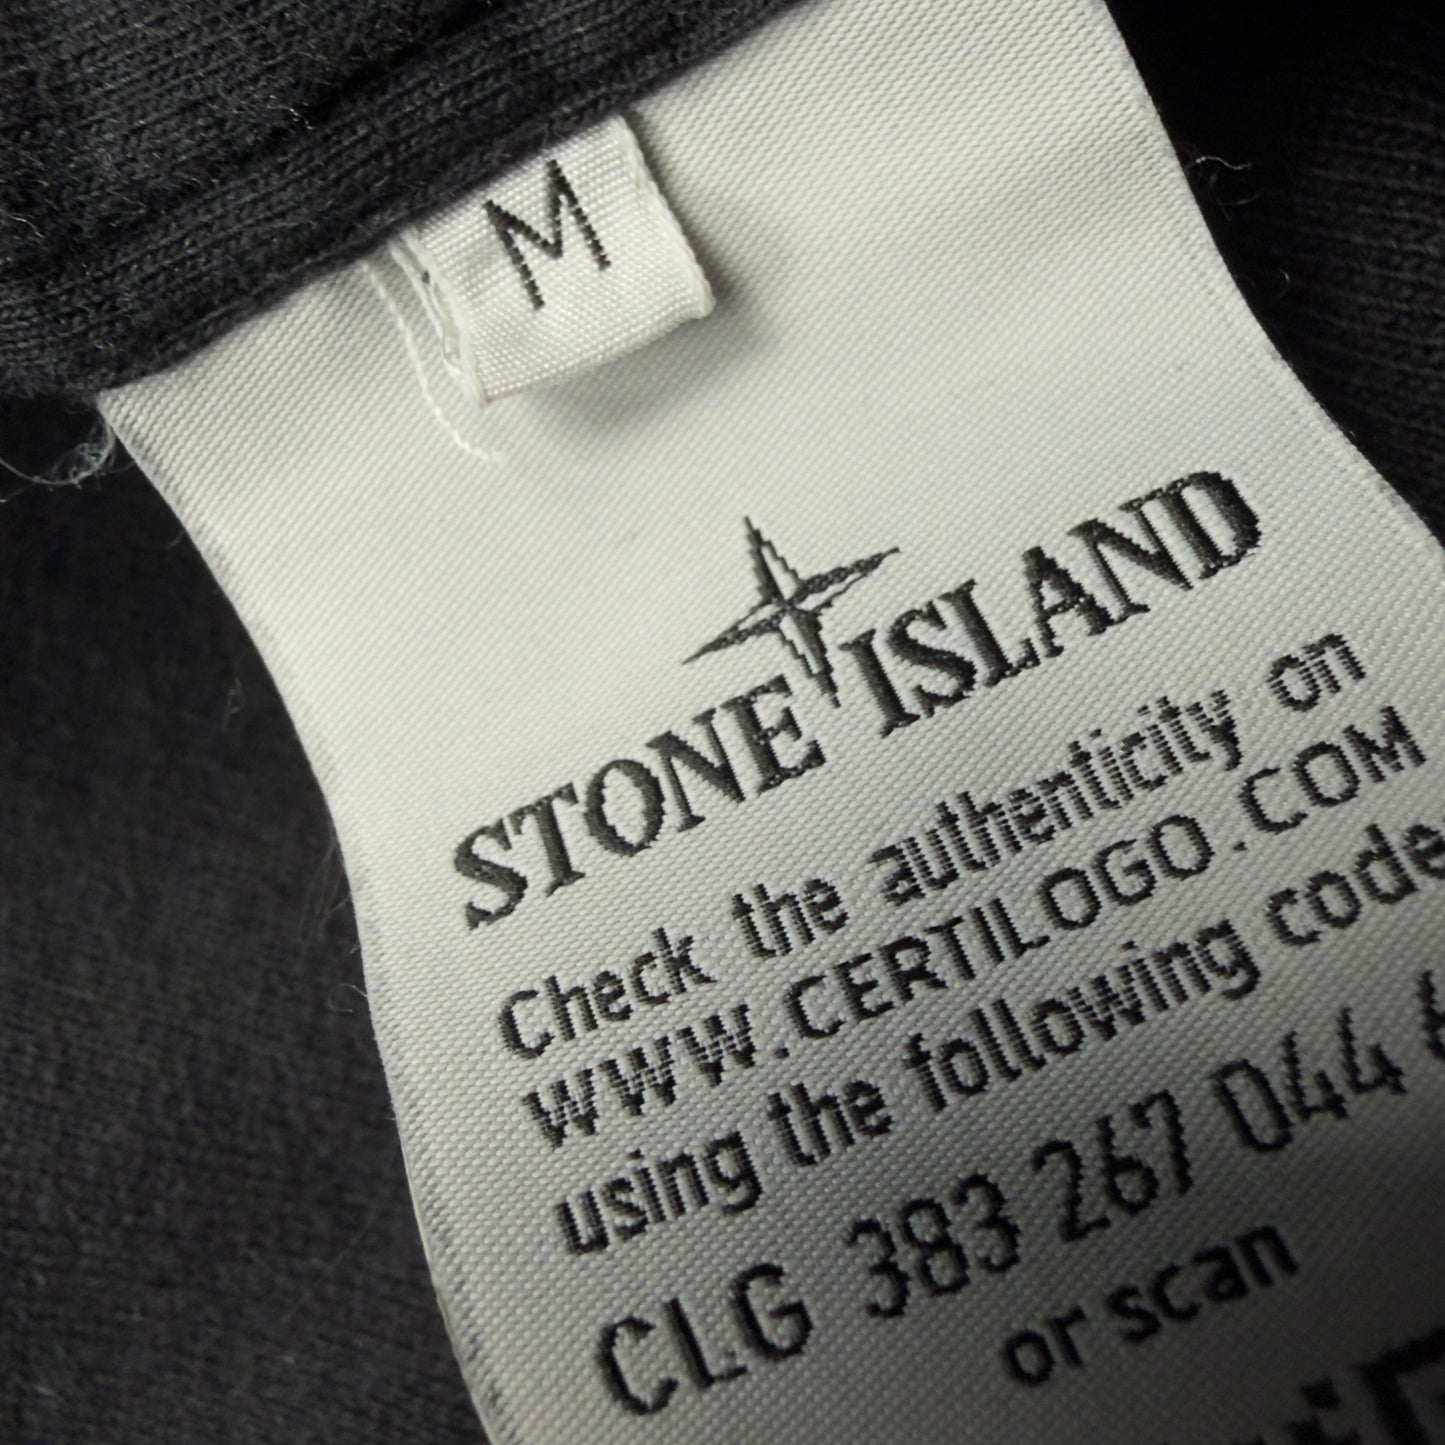 M
STONE ISLAND
Check the authenticity on
WWW.CERTILOGO.COM
using the following code
CLG 383 267 044
or scan